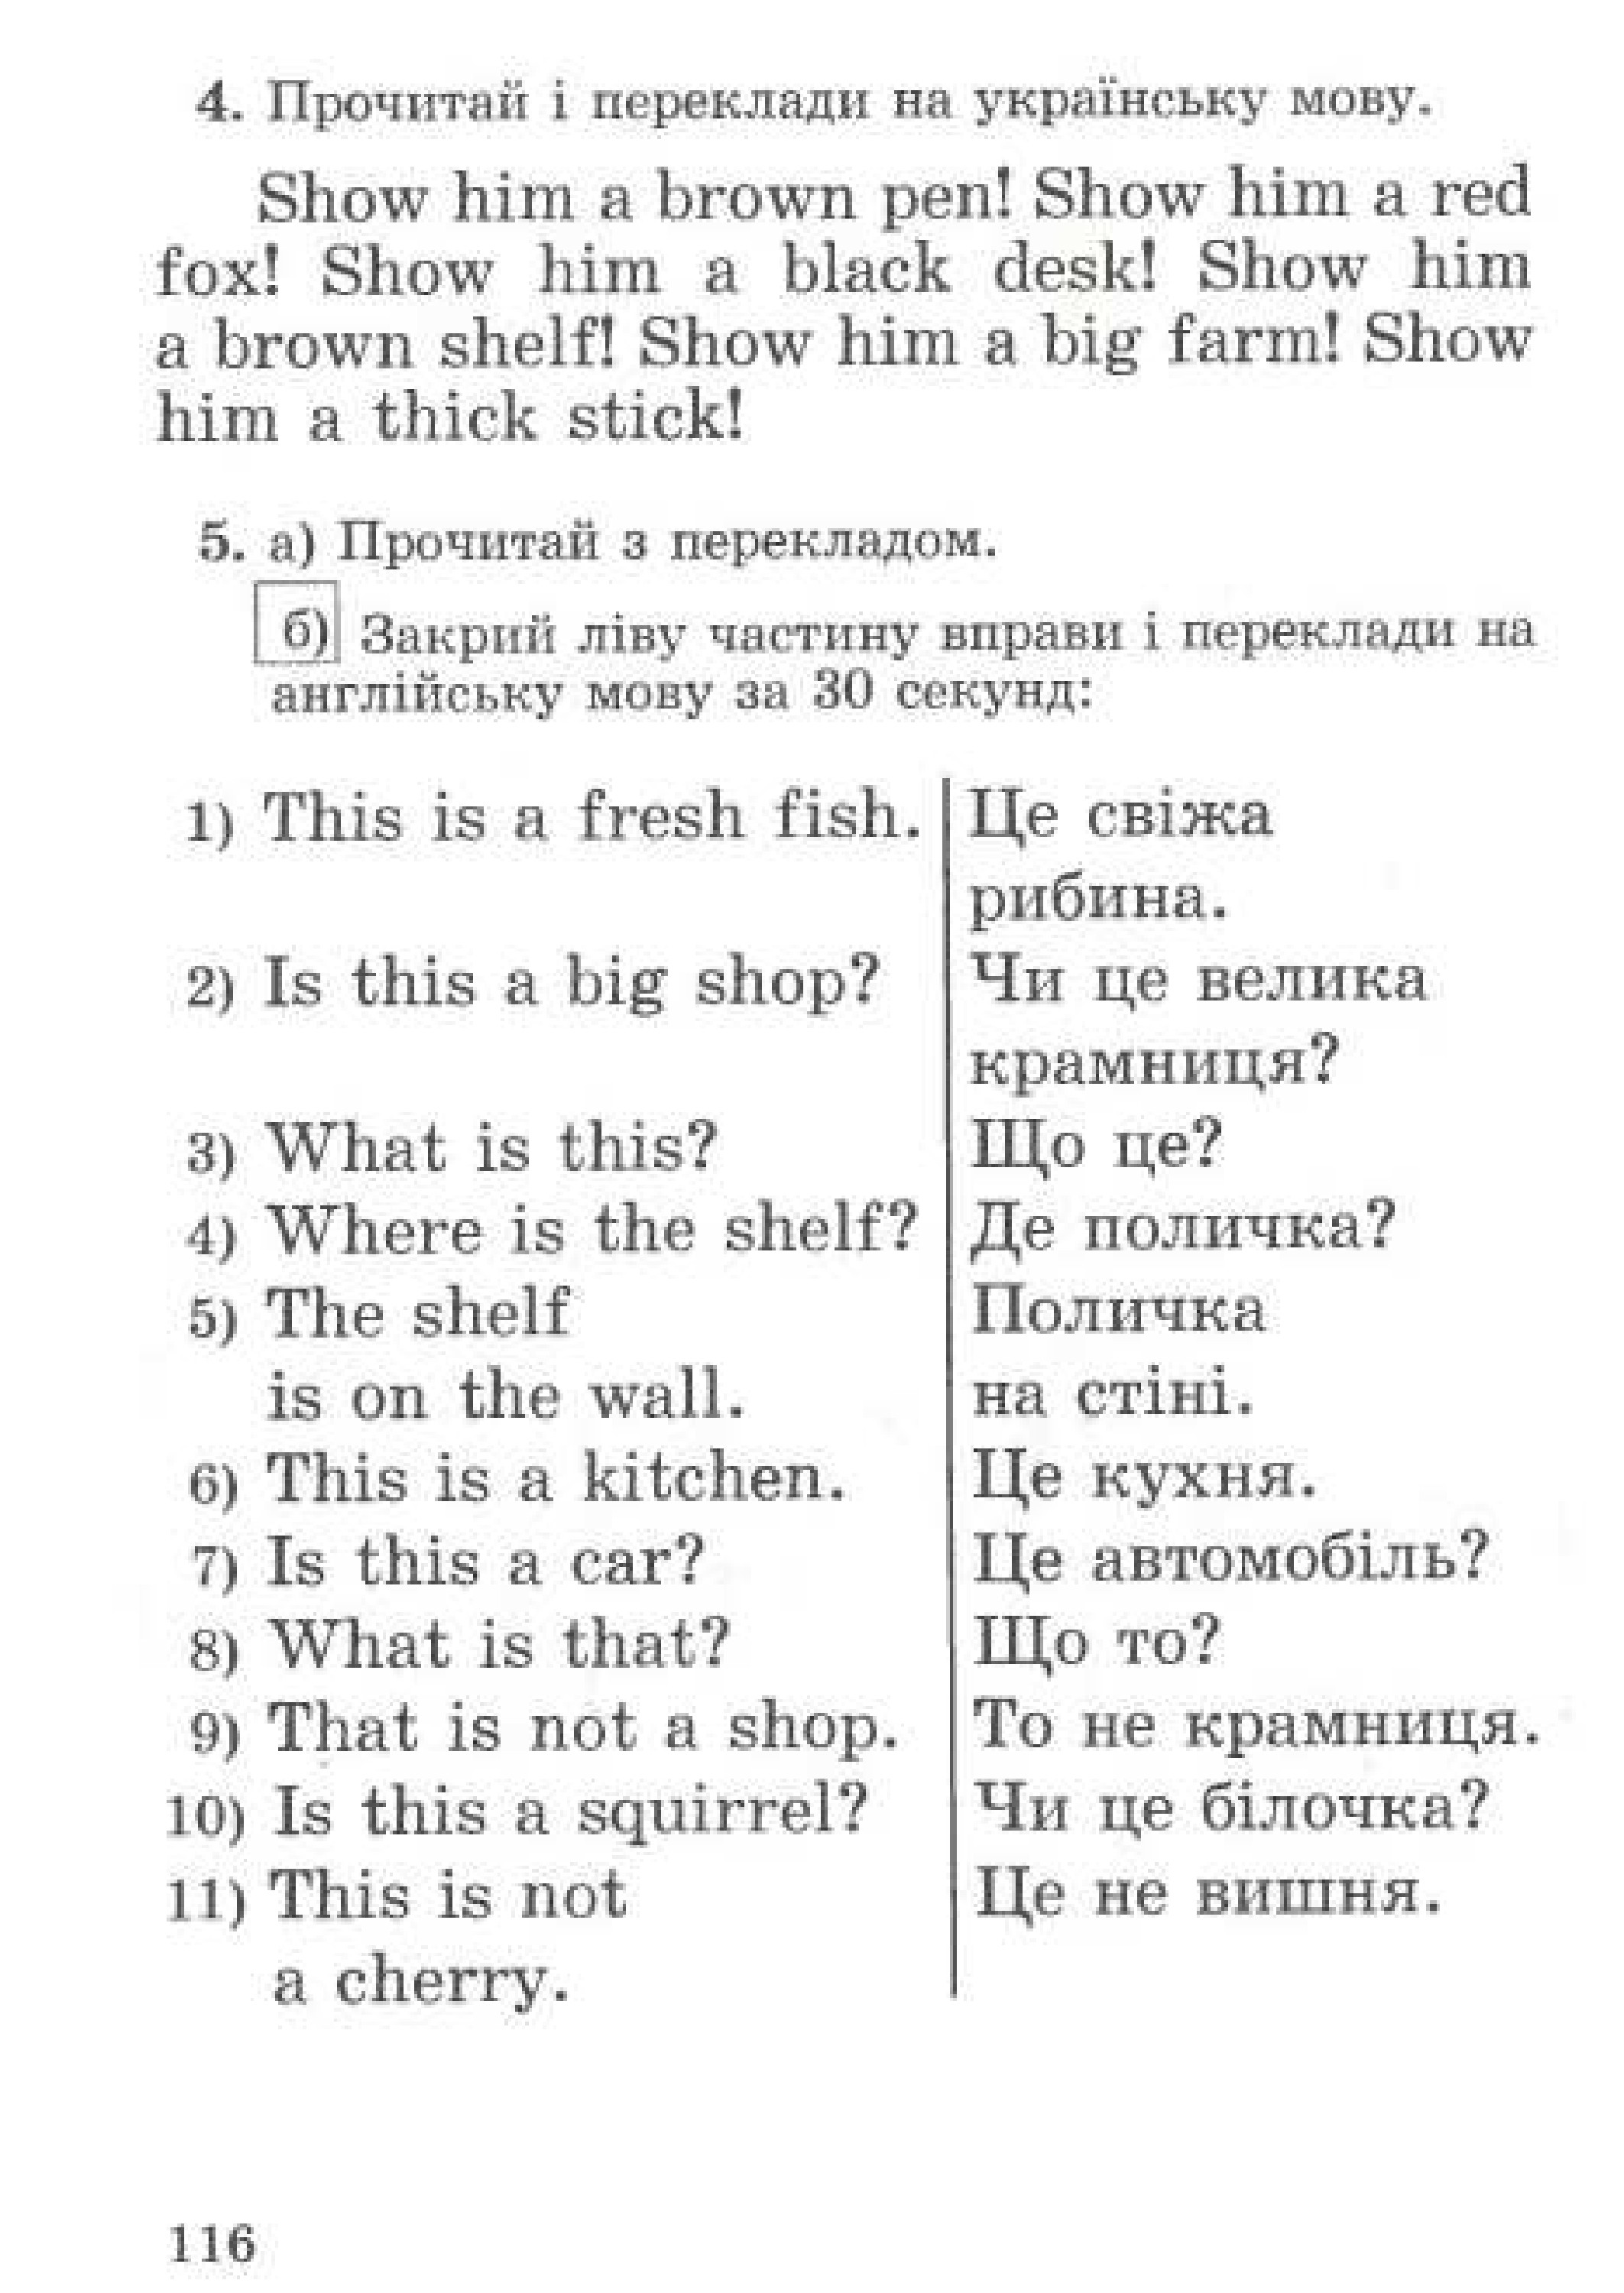 4. Прочитай і переклади на українську мову.
Show him a brown pen! Show him a red
fox! Show him a black desk! Show him
a brown shelf! Show him a big farm! Show
him a thick stick!
5. а) Прочитай з перекладом.
б) Закрий ліву частину вправи і переклади на
англійську мову за 30 секунд:
1) This is a fresh fish. Це свіжа
рибина.
2) Is this a big shop? Чи це велика
крамниця?
3) What is this? Що це?
4) Where is the shelf? Де поличка?
5) The shelf Поличка
is on the wall. на стіні.
6) This is a kitchen. Це кухня.
7) Is this a car? Це автомобіль?
8) What is that? Що то?
9) That is not a shop. То не крамниця.
10) Is this a squirrel? Чи це білочка?
11) This is not Це не вишня.
a cherry.
116